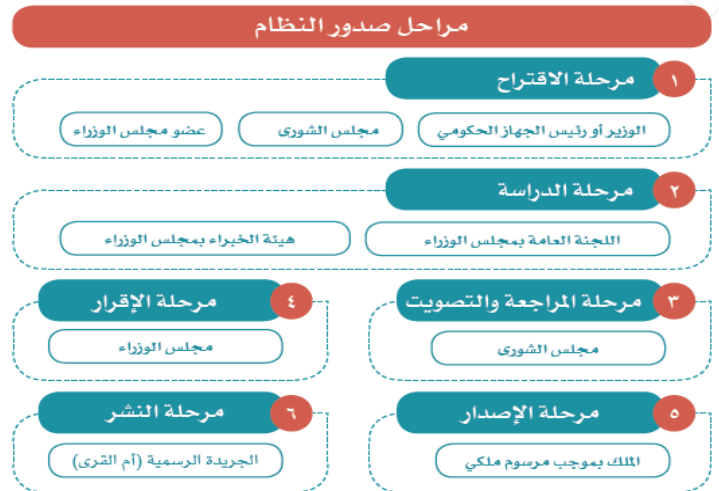 مراحل صدور النظام
١ مرحلة الاقتراح
الوزير أو رئيس الجهاز الحكومي
مجلس الشورى
عضو مجلس الوزراء
٢ مرحلة الدراسة
اللجنة العامة بمجلس الوزراء
هيئة الخبراء بمجلس الوزراء
٣ مرحلة المراجعة والتصويت
مجلس الشورى
٤ مرحلة الإقرار
مجلس الوزراء
٥ مرحلة الإصدار
الملك بموجب مرسوم ملكي
٦ مرحلة النشر
الجريدة الرسمية (أم القرى)